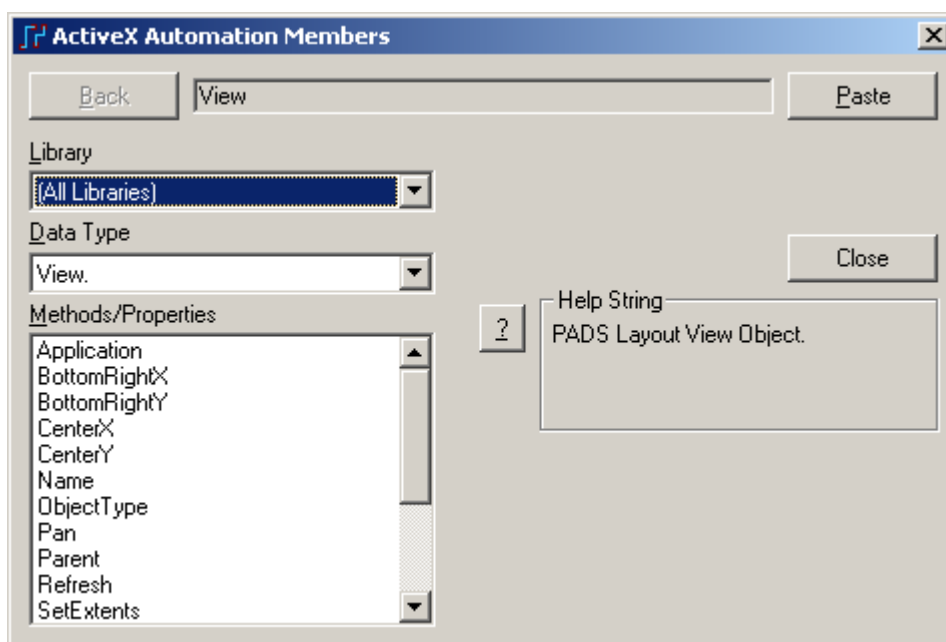 ActiveX Automation Members
Back
View
Paste
Library
(All Libraries)
Data Type
View.
Close
Methods/Properties
?
Help String
PADS Layout View Object.
Application
BottomRightX
BottomRightY
CenterX
CenterY
Name
ObjectType
Pan
Parent
Refresh
SetExtents